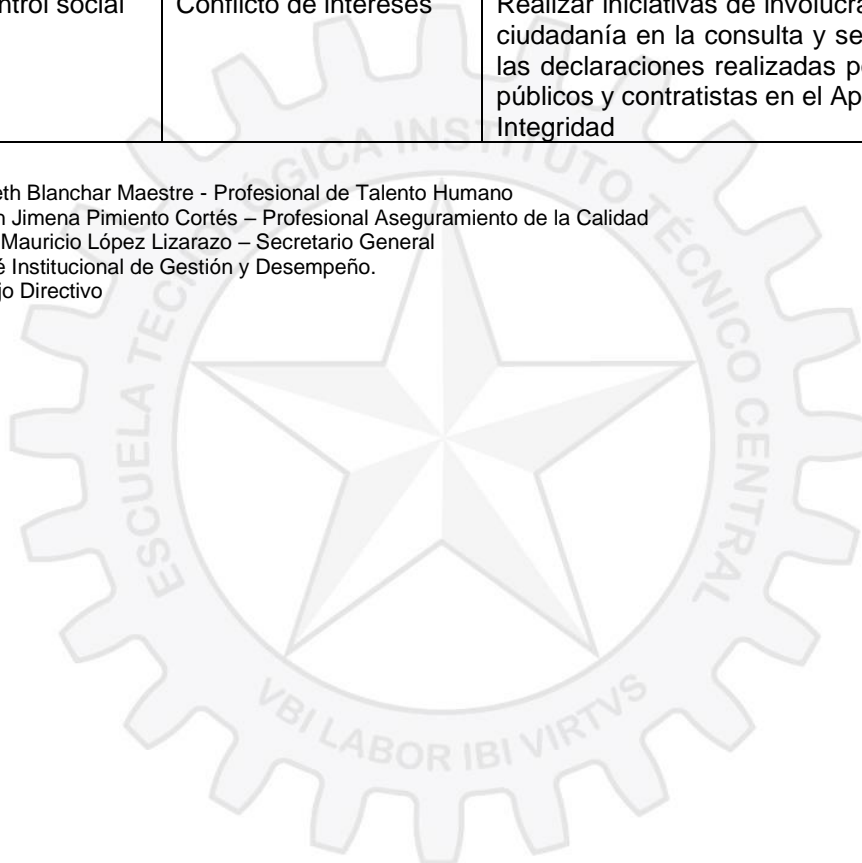 ntrol social
Conflicto de intereses
Realizar iniciativas de involucra
ciudadanía en la consulta y se
las declaraciones realizadas p
públicos y contratistas en el Ap
Integridad
eth Blanchar Maestre - Profesional de Talento Humano
n Jimena Pimiento Cortés – Profesional Aseguramiento de la Calidad
Mauricio López Lizarazo – Secretario General
é Institucional de Gestión y Desempeño.
jo Directivo
ESCUELA TECNOLÓGICA INSTITUTO TÉCNICO CENTRAL
VBI LABOR IBI VIRTVS